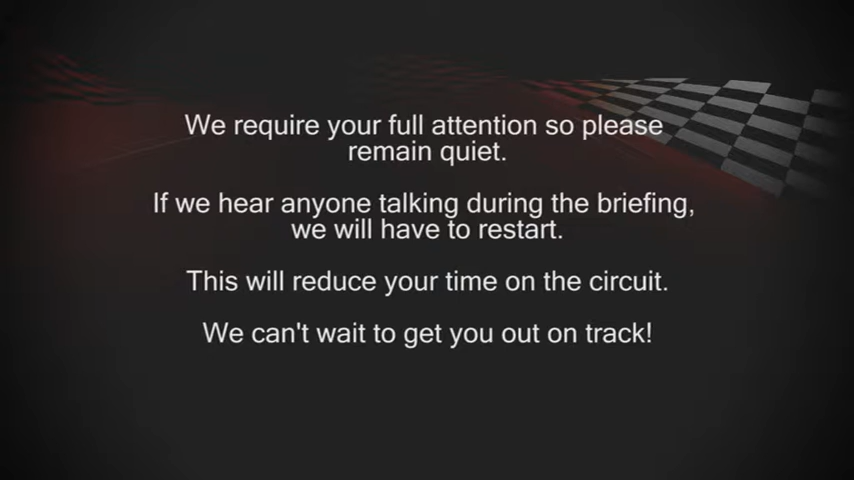 We require your full attention so please
remain quiet.
If we hear anyone talking during the briefing,
we will have to restart.
This will reduce your time on the circuit.
We can't wait to get you out on track!